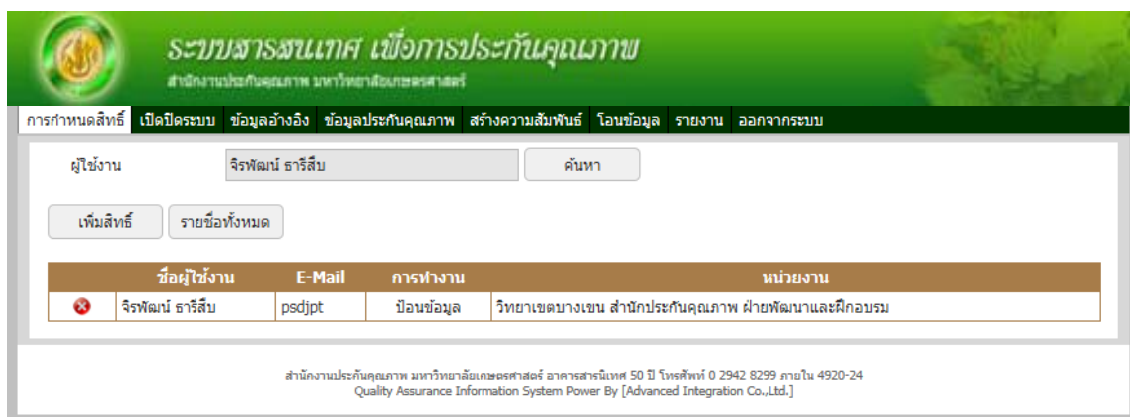 ระบบสารสนเทศ เพื่อการประกันคุณภาพ
สำนักงานประกันคุณภาพ มหาวิทยาลัยเกษตรศาสตร์
การกำหนดสิทธิ์ เปิดปิดระบบ ข้อมูลอ้างอิง ข้อมูลประกันคุณภาพ สร้างความสัมพันธ์ โอนข้อมูล รายงาน ออกจากระบบ
ผู้ใช้งาน จิรพัฒน์ ธารีสืบ ค้นหา
เพิ่มสิทธิ์ รายชื่อทั้งหมด
ชื่อผู้ใช้งาน E-Mail การทำงาน หน่วยงาน
จิรพัฒน์ ธารีสืบ psdjpt ป้อนข้อมูล วิทยาเขตบางเขน สำนักประกันคุณภาพ ฝ่ายพัฒนาและฝึกอบรม
สำนักงานประกันคุณภาพ มหาวิทยาลัยเกษตรศาสตร์ อาคารสารนิเทศ 50 ปี โทรศัพท์ 0 2942 8299 ภายใน 4920-24
Quality Assurance Information System Power By [Advanced Integration Co.,Ltd.]